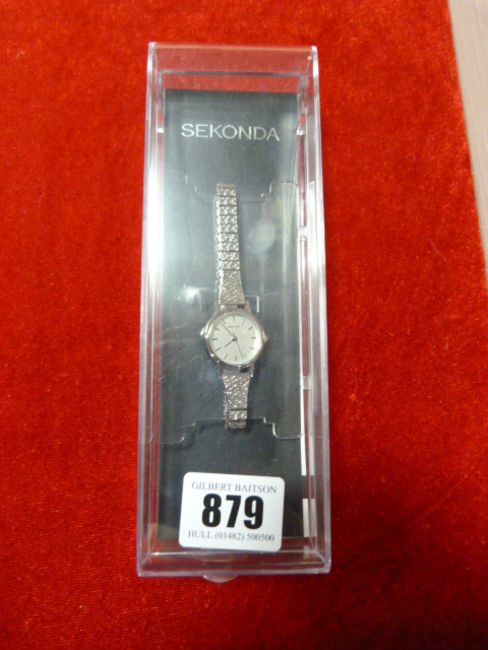 SEKONDA
GILBERT BAITSON
879
HULL (01482) 500500